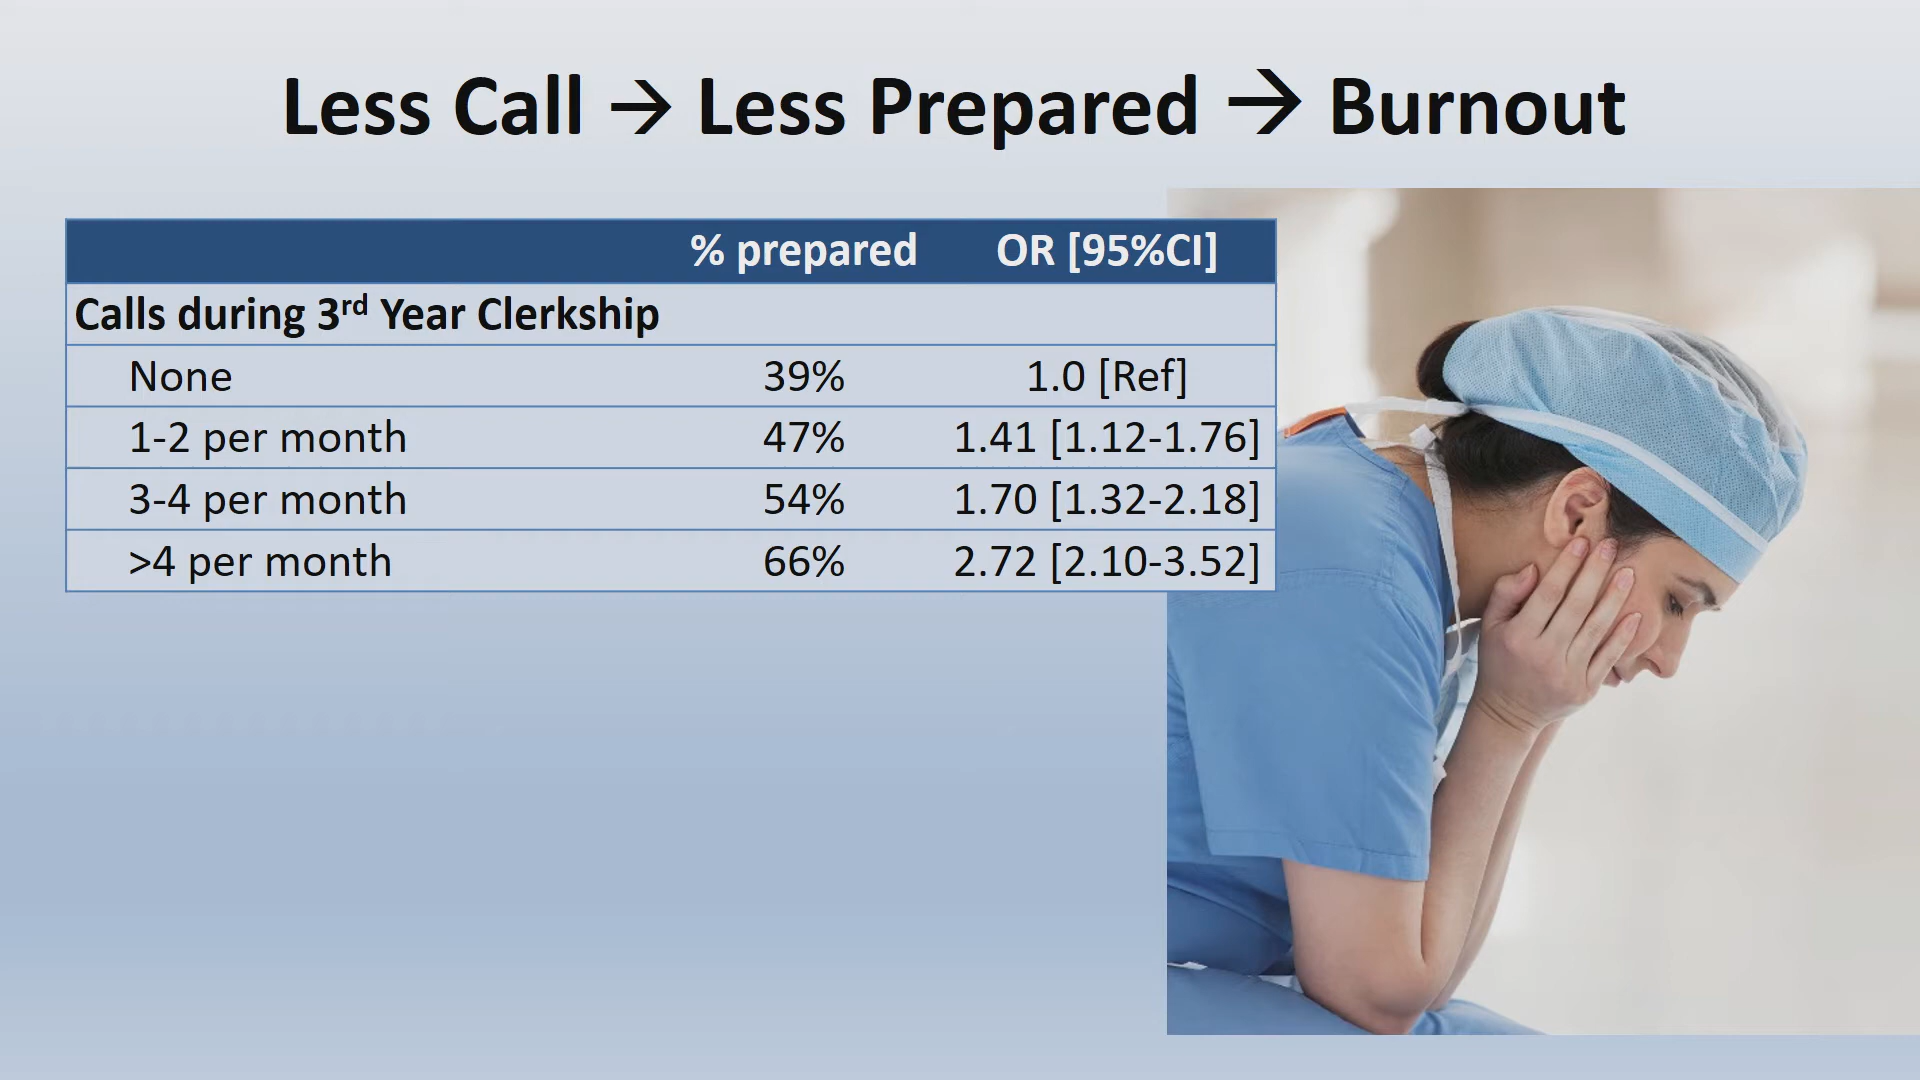 Less Call → Less Prepared → Burnout
% prepared OR [95%CI]
Calls during 3rd Year Clerkship
None 39% 1.0 [Ref]
1-2 per month 47% 1.41 [1.12-1.76]
3-4 per month 54% 1.70 [1.32-2.18]
>4 per month 66% 2.72 [2.10-3.52]